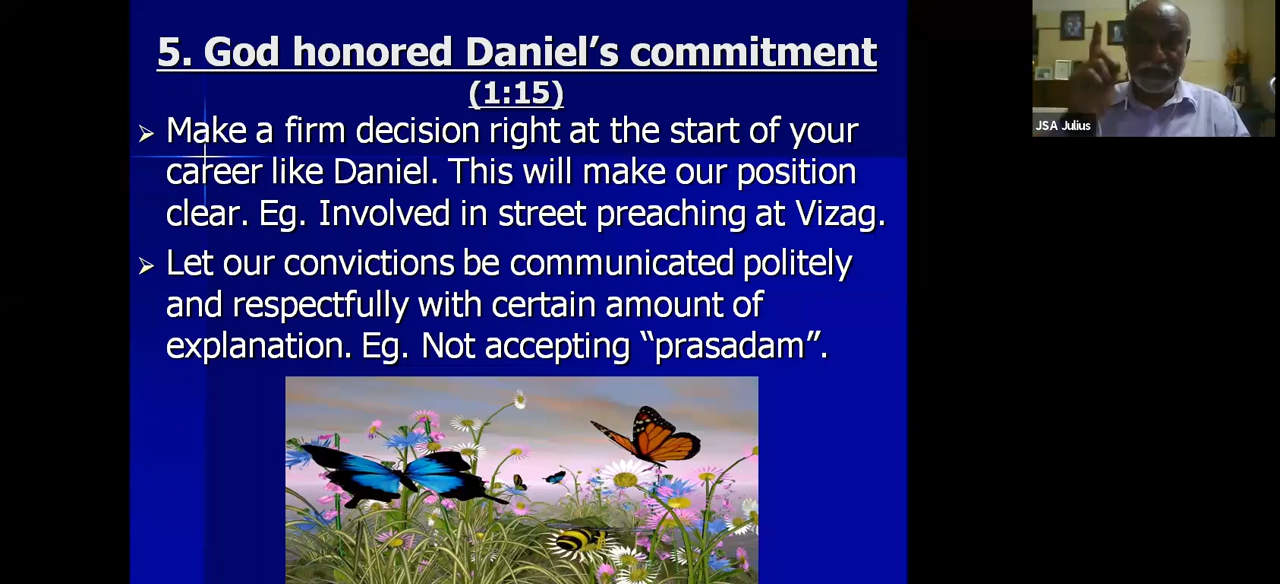 5. God honored Daniel’s commitment
(1:15)
➢ Make a firm decision right at the start of your
career like Daniel. This will make our position
clear. Eg. Involved in street preaching at Vizag.
➢ Let our convictions be communicated politely
and respectfully with certain amount of
explanation. Eg. Not accepting “prasadam”.
JSA Julius